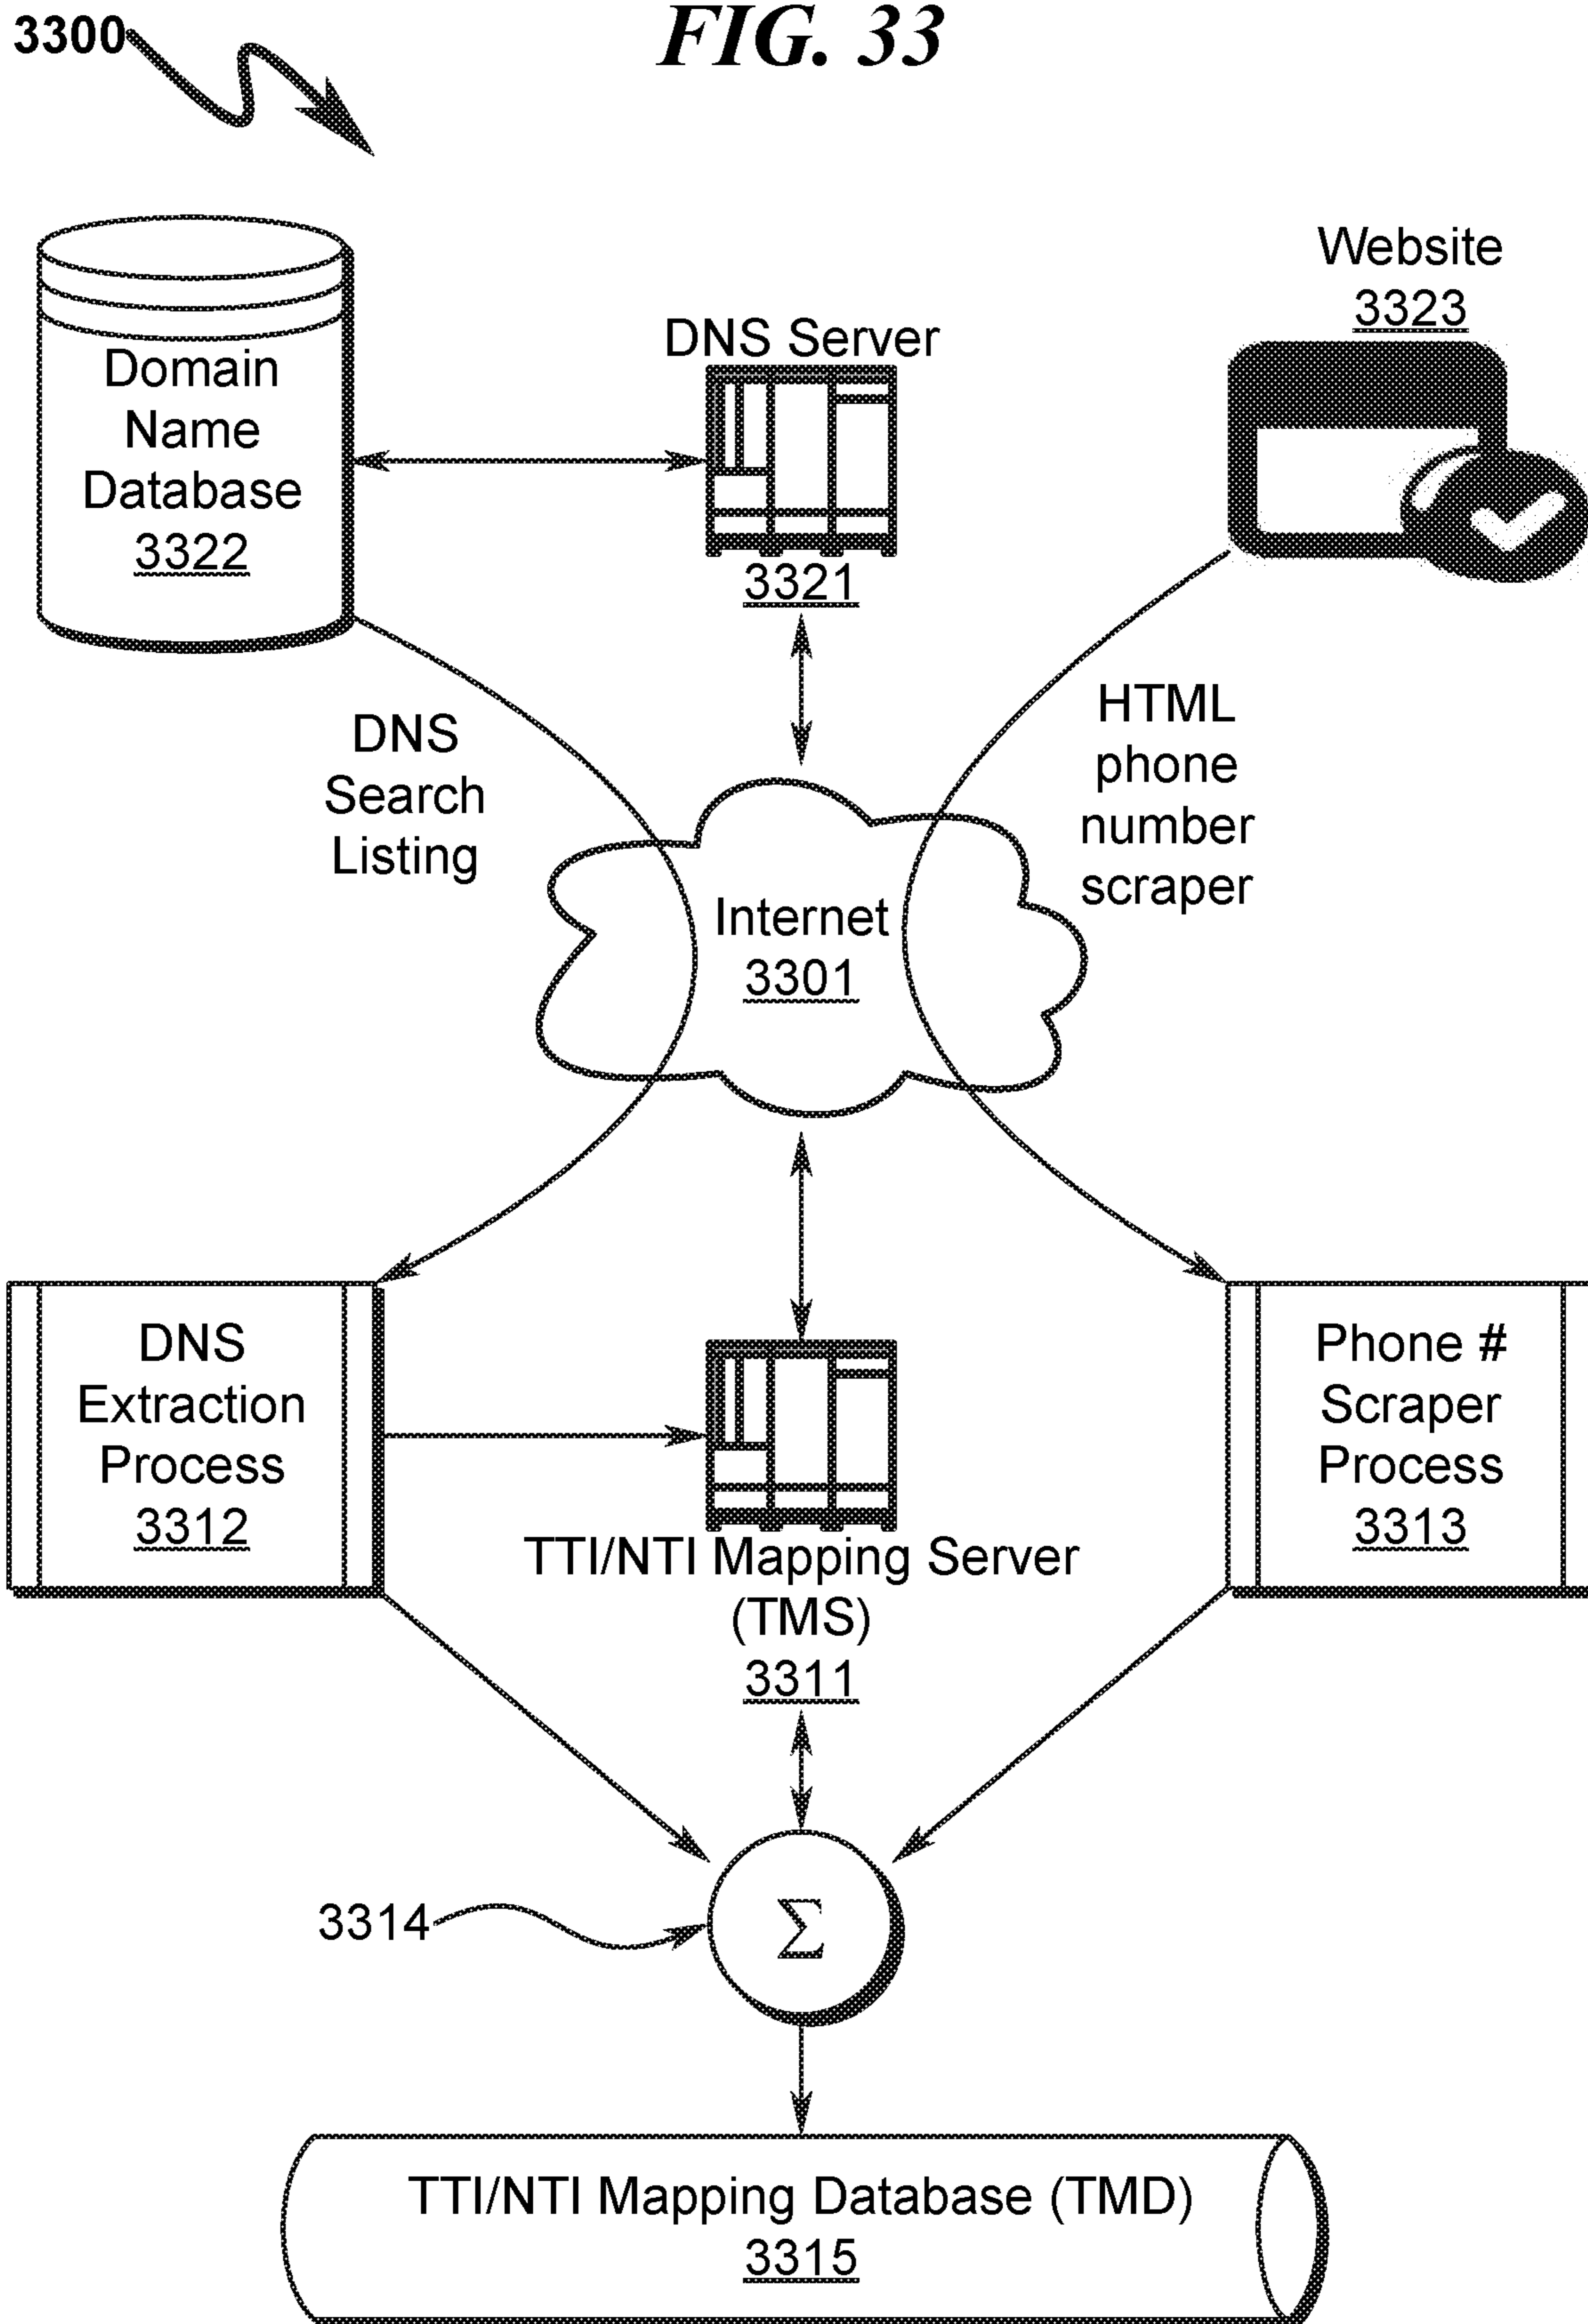 3300
FIG. 33
Website
3323
DNS Server
3321
Domain
Name
Database
3322
DNS
Search
Listing
HTML
phone
number
scraper
Internet
3301
DNS
Extraction
Process
3312
TTI/NTI Mapping Server
(TMS)
3311
Phone #
Scraper
Process
3313
3314
Σ
TTI/NTI Mapping Database (TMD)
3315